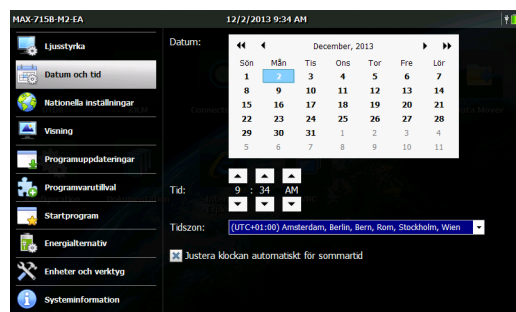 MAX-715B-M2-EA 12/2/2013 9:34 AM
Ljusstyrka
Datum och tid
Nationella inställningar
Visning
Programuppdateringar
Programvarutillval
Startprogram
Energialternativ
Enheter och verktyg
Systeminformation
Datum:
December, 2013
Sön Mån Tis Ons Tor Fre Lör
1 2 3 4 5 6 7
8 9 10 11 12 13 14
15 16 17 18 19 20 21
22 23 24 25 26 27 28
29 30 31 1 2 3 4
5 6 7 8 9 10 11
Tid: 9 : 34 AM
Tidszon: (UTC+01:00) Amsterdam, Berlin, Bern, Rom, Stockholm, Wien
Justera klockan automatiskt för sommartid